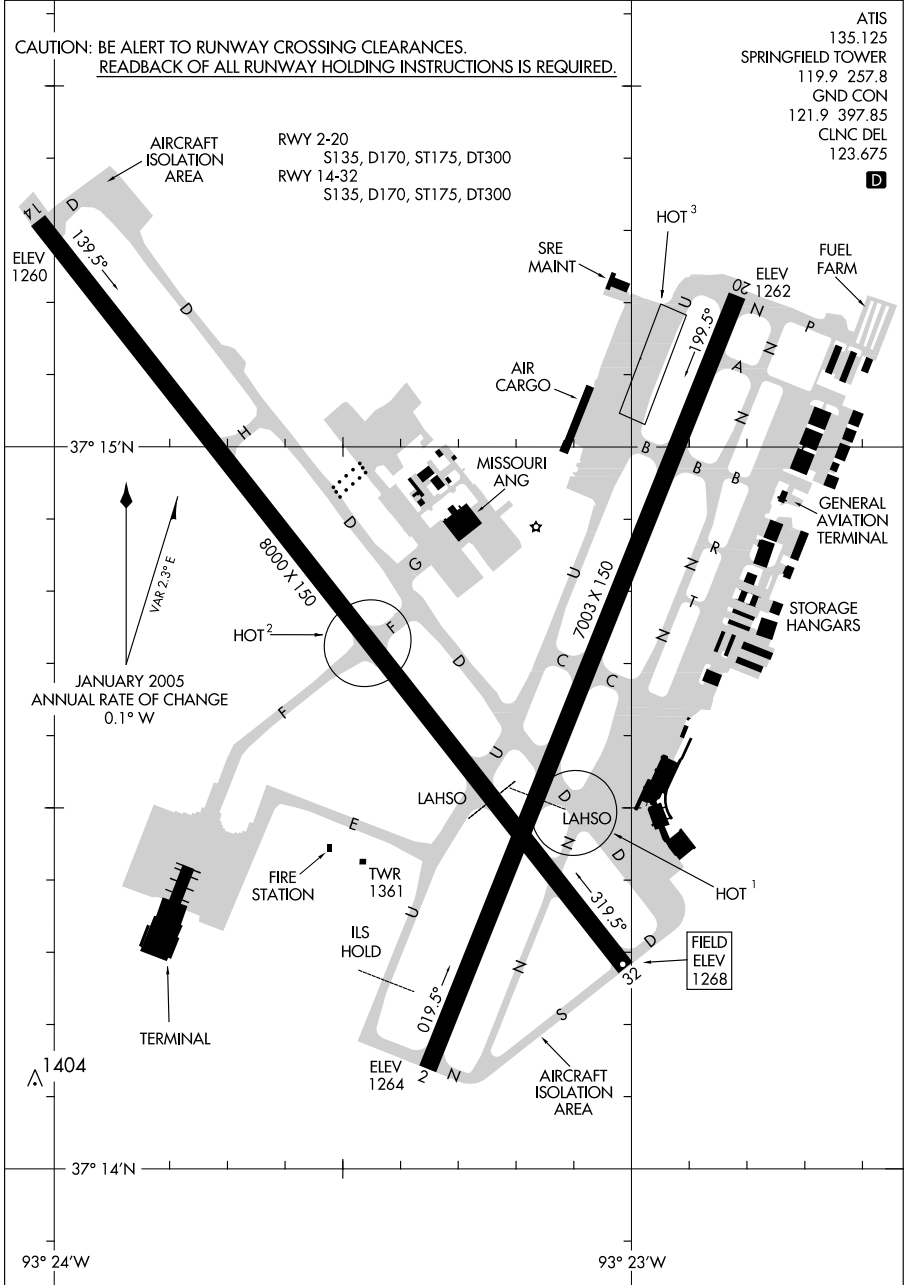 CAUTION: BE ALERT TO RUNWAY CROSSING CLEARANCES.
READBACK OF ALL RUNWAY HOLDING INSTRUCTIONS IS REQUIRED.
ATIS
135.125
SPRINGFIELD TOWER
119.9 257.8
GND CON
121.9 397.85
CLNC DEL
123.675
D
RWY 2-20
S135, D170, ST175, DT300
RWY 14-32
S135, D170, ST175, DT300
AIRCRAFT
ISOLATION
AREA
D
14
ELEV
1260
139.5°
D
HOT 3
SRE
MAINT
U
20
ELEV
1262
FUEL
FARM
N
P
199.5°
N
A
AIR
CARGO
N
H
37° 15'N
B
B
B
MISSOURI
ANG
D
G
GENERAL
AVIATION
TERMINAL
VAR 2.3° E
8000 X 150
7003 X 150
U
R
N
T
N
STORAGE
HANGARS
HOT 2
F
D
C
C
JANUARY 2005
ANNUAL RATE OF CHANGE
0.1° W
F
U
LAHSO
D
LAHSO
E
N
D
FIRE
STATION
TWR
1361
HOT 1
319.5°
U
ILS
HOLD
D
FIELD
ELEV
1268
N
32
019.5°
S
TERMINAL
1404
ELEV
1264
2
N
AIRCRAFT
ISOLATION
AREA
37° 14'N
93° 24'W
93° 23'W